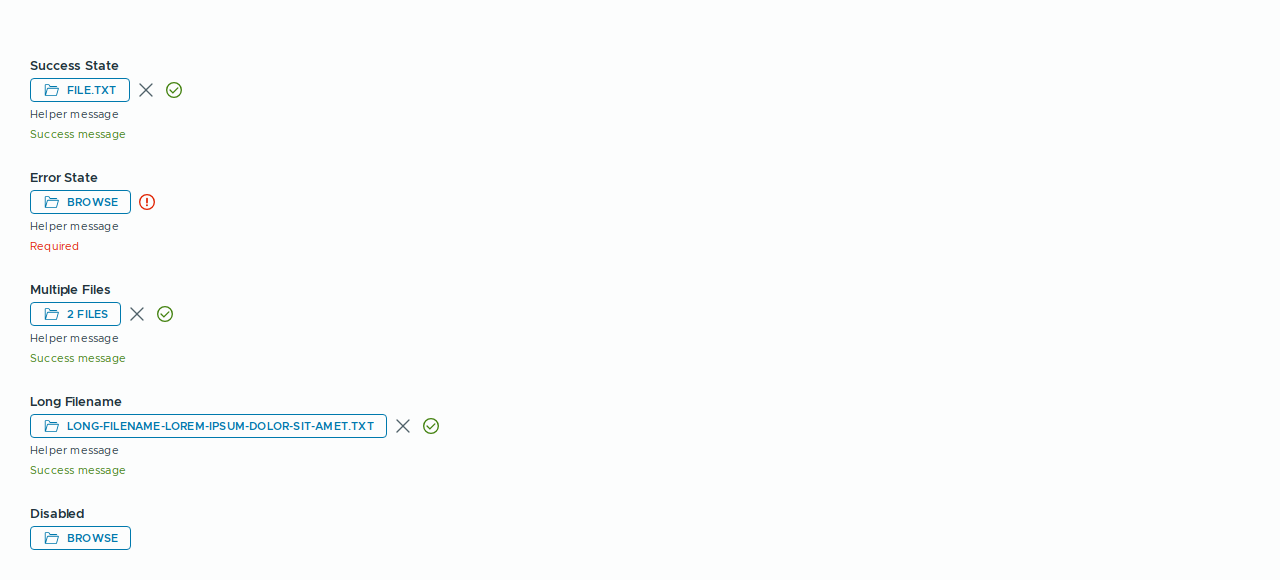 Success State
FILE.TXT
Helper message
Success message
Error State
BROWSE
Helper message
Required
Multiple Files
2 FILES
Helper message
Success message
Long Filename
LONG-FILENAME-LOREM-IPSUM-DOLOR-SIT-AMET.TXT
Helper message
Success message
Disabled
BROWSE